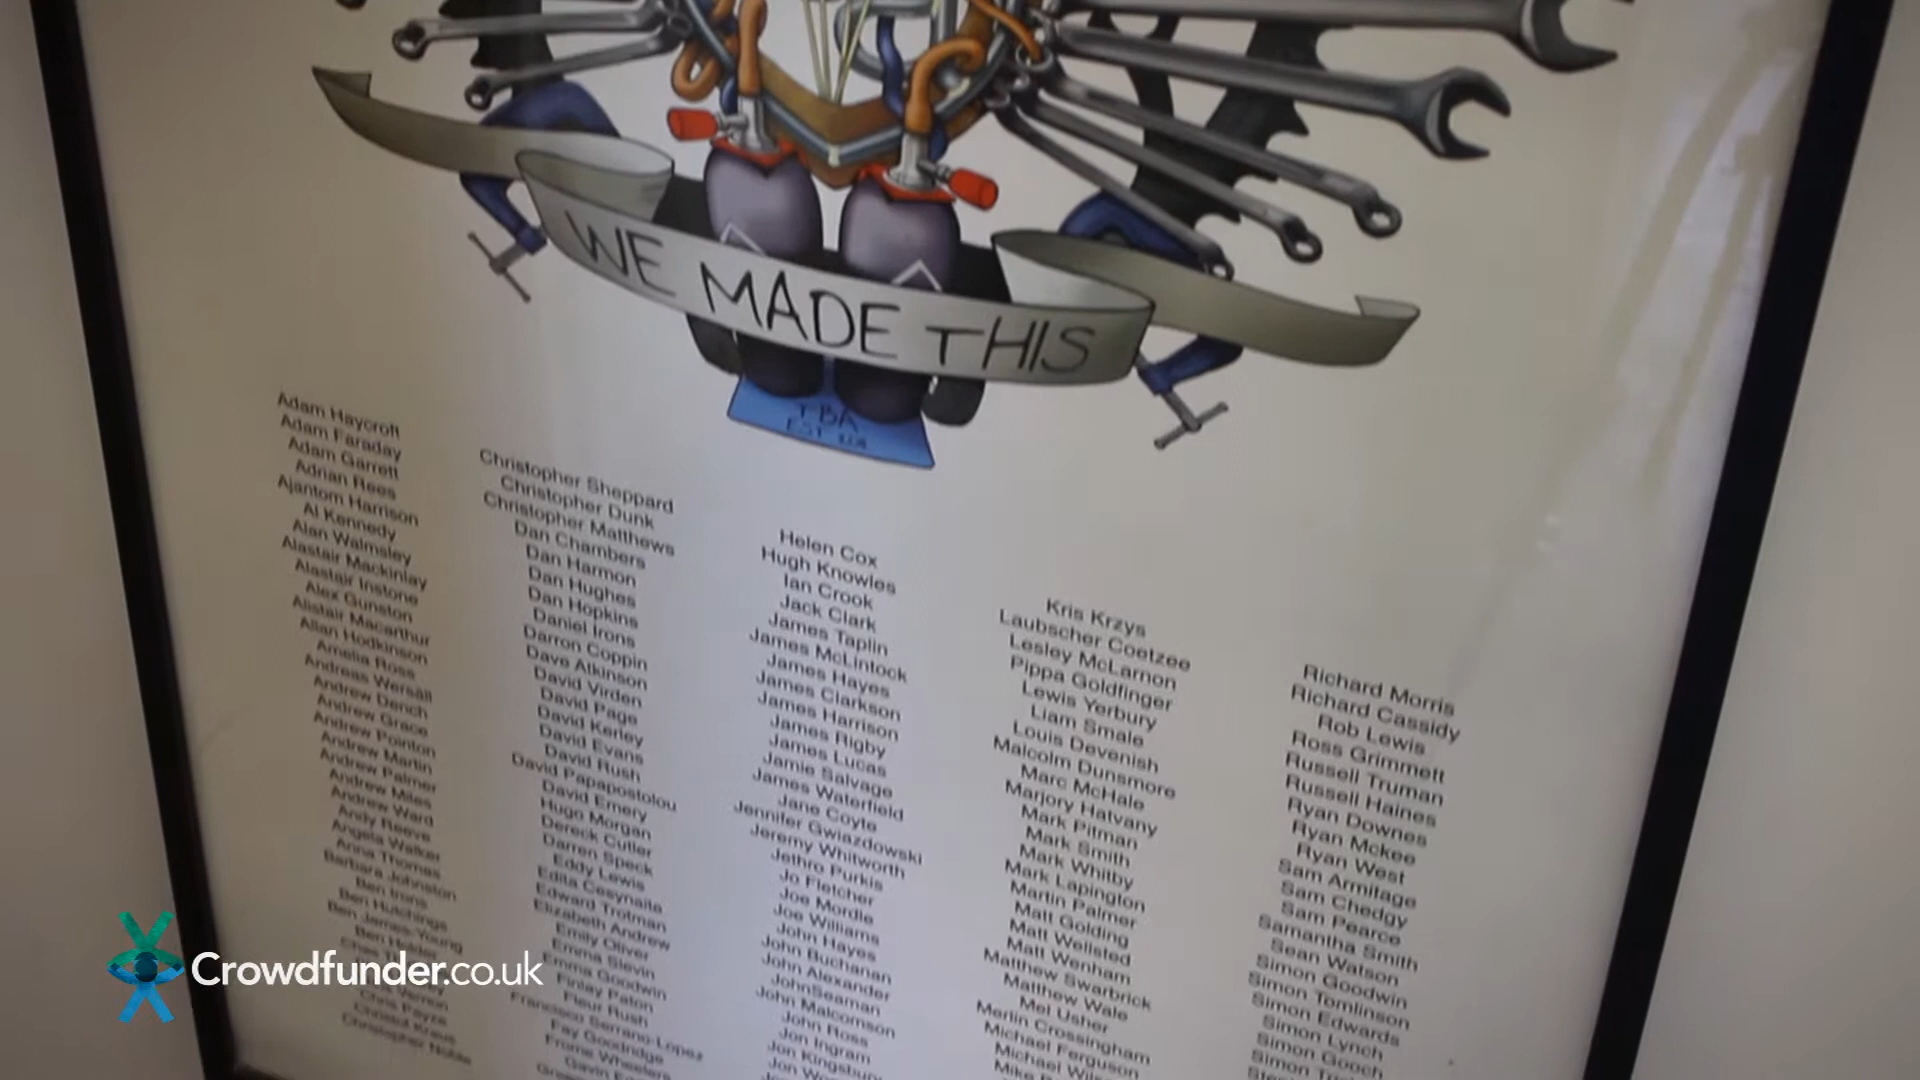 WE MADE THIS
TBA
Adam Haycroft
Adam Faraday
Adam Garrett
Adrian Rees
Ajantom Harrison
Al Kennedy
Alan Walmsley
Alastair Mackinlay
Alastair Instone
Alex Gunston
Alistair Macarthur
Allan Hodkinson
Amelia Ross
Andreas Wersäll
Andrew Dench
Andrew Grace
Andrew Pointon
Andrew Martin
Andrew Palmer
Andrew Miles
Andrew Ward
Andy Reeve
Angela Walker
Anna Thomas
Barbara Johnston
Ben Irons
Ben Hutchings
Ben James-Young
Ben Holder
Chris Payze
Christopher Noble
Christopher Sheppard
Christopher Dunk
Christopher Matthews
Dan Chambers
Dan Harmon
Dan Hughes
Dan Hopkins
Daniel Irons
Darron Coppin
Dave Atkinson
David Virden
David Page
David Kerley
David Evans
David Rush
David Papapostolou
David Emery
Hugo Morgan
Dereck Cutler
Darren Speck
Eddy Lewis
Edita Cesynaite
Edward Trotman
Elizabeth Andrew
Emily Oliver
Emma Slevin
Emma Goodwin
Finlay Paton
Fleur Rush
Francisco Serrano-Lopez
Fay Goodridge
Frome Wheelers
Gavin
Helen Cox
Hugh Knowles
Ian Crook
Jack Clark
James Taplin
James McLintock
James Hayes
James Clarkson
James Harrison
James Rigby
James Lucas
Jamie Salvage
James Waterfield
Jane Coyte
Jennifer Gwiazdowski
Jeremy Whitworth
Jethro Purkis
Jo Fletcher
Joe Mordle
Joe Williams
John Hayes
John Buchanan
John Alexander
JohnSeaman
John Malcomson
John Ross
Jon Ingram
Jon Kingsbury
Jon
Kris Krzys
Laubscher Coetzee
Lesley McLarnon
Pippa Goldfinger
Lewis Yerbury
Liam Smale
Louis Devenish
Malcolm Dunsmore
Marc McHale
Marjory Hatvany
Mark Pitman
Mark Smith
Mark Whitby
Mark Lapington
Martin Palmer
Matt Golding
Matt Wellsted
Matt Wenham
Matthew Swarbrick
Matthew Wale
Mel Usher
Merlin Crossingham
Michael Ferguson
Michael
Mike
Richard Morris
Richard Cassidy
Rob Lewis
Ross Grimmett
Russell Truman
Russell Haines
Ryan Downes
Ryan Mckee
Ryan West
Sam Armitage
Sam Chedgy
Sam Pearce
Samantha Smith
Sean Watson
Simon Goodwin
Simon Tomlinson
Simon Edwards
Simon Lynch
Simon Gooch
Simon
Crowdfunder.co.uk